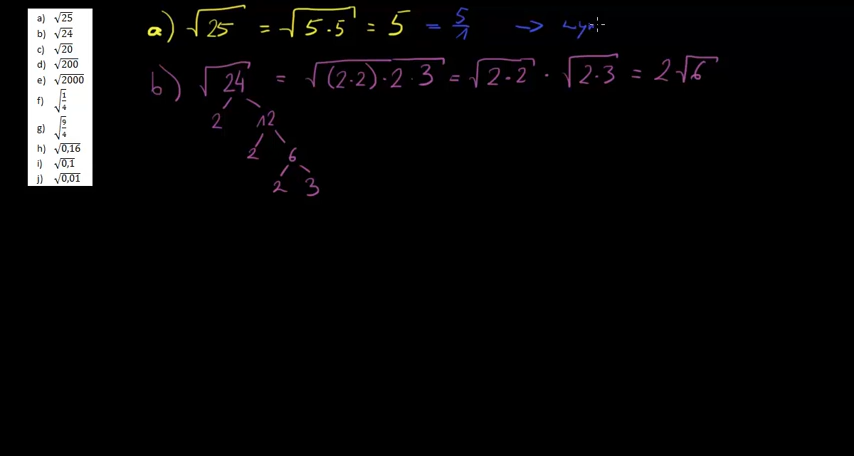 a) √25
b) √24
c) √20
d) √200
e) √2000
f) √1/4
g) √9/4
h) √0,16
i) √0,1
j) √0,01
a) √25 = √5·5 = 5 = 5/1 →
b) √24 = √(2·2)·2·3 = √2·2 · √2·3 = 2√6
2 12
2 6
2 3